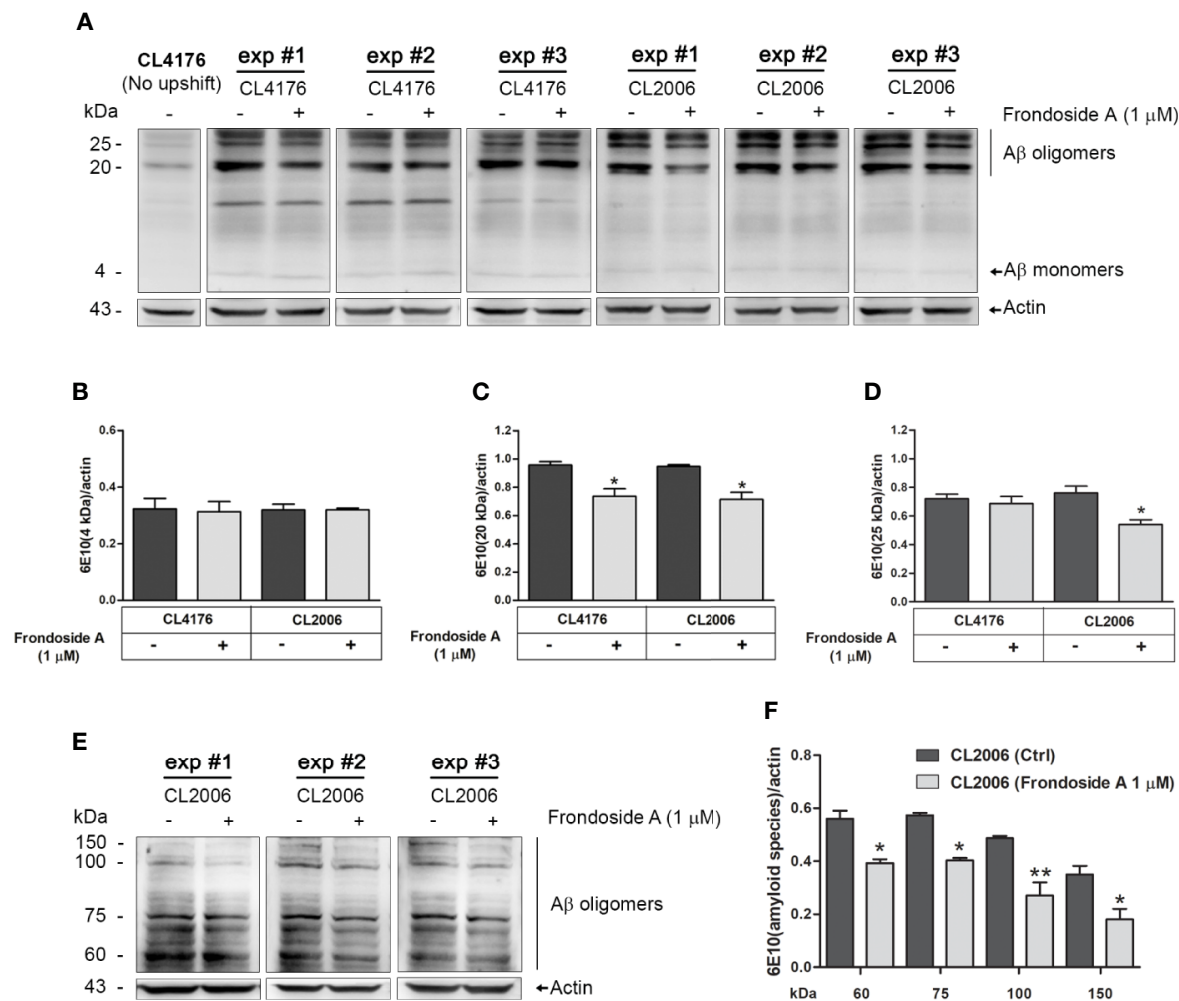 A
CL4176 (No upshift) exp #1 exp #2 exp #3 exp #1 exp #2 exp #3
CL4176 CL4176 CL4176 CL2006 CL2006 CL2006
kDa - - + - + - + - + - + - + Frondoside A (1 μM)
25 -
20 -
Aβ oligomers
4 -
←Aβ monomers
43 -
←Actin
B
6E10(4 kDa)/actin
0.6
0.4
0.2
0.0
CL4176 CL2006
Frondoside A (1 μM) - + - +
C
6E10(20 kDa)/actin
1.2
1.0
0.8
0.6
0.4
0.2
0.0
* *
CL4176 CL2006
Frondoside A (1 μM) - + - +
D
6E10(25 kDa)/actin
1.2
1.0
0.8
0.6
0.4
0.2
0.0
*
CL4176 CL2006
Frondoside A (1 μM) - + - +
E
exp #1 exp #2 exp #3
CL2006 CL2006 CL2006
kDa - + - + - + Frondoside A (1 μM)
150 -
100 -
75 -
60 -
Aβ oligomers
43 -
←Actin
F
6E10(amyloid species)/actin
0.8
0.6
0.4
0.2
0.0
CL2006 (Ctrl)
CL2006 (Frondoside A 1 μM)
* * ** *
kDa 60 75 100 150